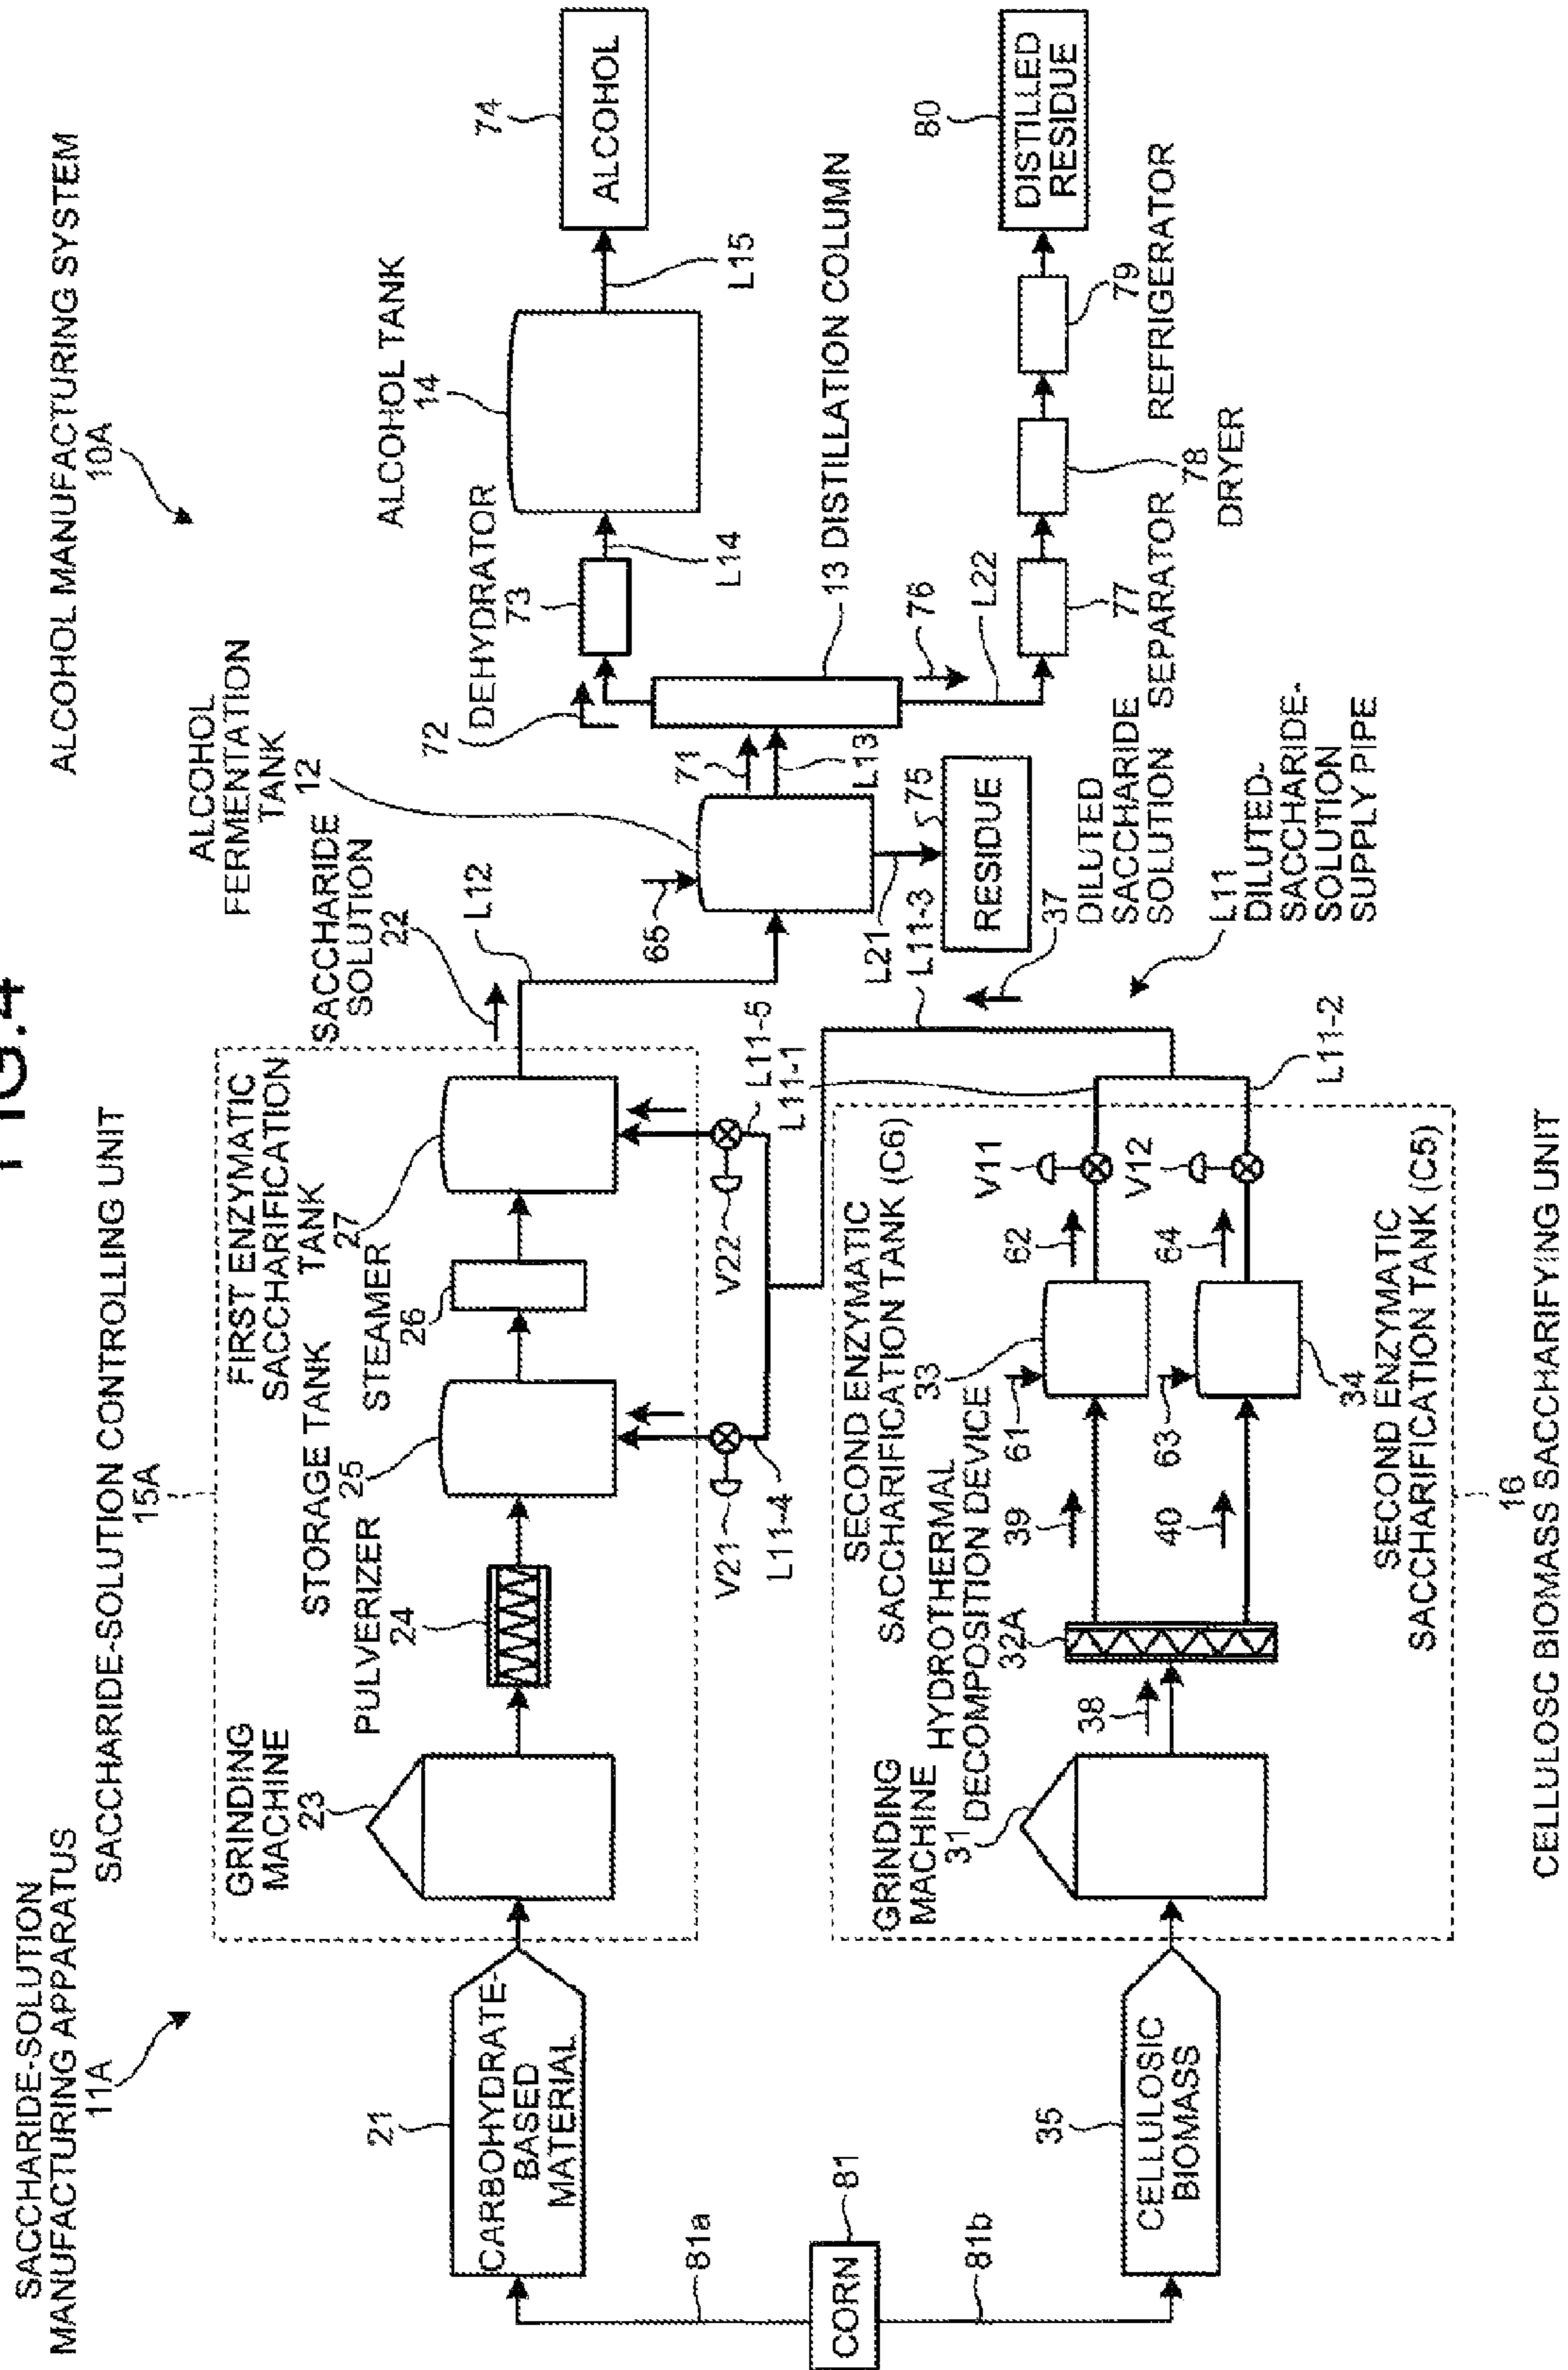 FIG.4
ALCOHOL MANUFACTURING SYSTEM
10A
SACCHARIDE-SOLUTION
MANUFACTURING APPARATUS
11A
SACCHARIDE-SOLUTION CONTROLLING UNIT
15A
GRINDING
MACHINE
23
PULVERIZER
24
STORAGE TANK
25
STEAMER
26
FIRST ENZYMATIC
SACCHARIFICATION
TANK
27
SACCHARIDE
SOLUTION
22
L12
ALCOHOL
FERMENTATION
TANK
12
65
71
L13
72
DEHYDRATOR
73
L14
ALCOHOL TANK
14
L15
74
ALCOHOL
21
CARBOHYDRATE-
BASED
MATERIAL
81a
CORN
81
81b
V21
L11-4
V22
L11-5
L11-1
L21
75
RESIDUE
L11-3
37
DILUTED
SACCHARIDE
SOLUTION
13 DISTILLATION COLUMN
76
L22
77
SEPARATOR
78
DRYER
79
REFRIGERATOR
80
DISTILLED
RESIDUE
L11
DILUTED-
SACCHARIDE-
SOLUTION
SUPPLY PIPE
35
CELLULOSIC
BIOMASS
GRINDING
MACHINE
31
38
HYDROTHERMAL
DECOMPOSITION DEVICE
32A
39
40
SECOND ENZYMATIC
SACCHARIFICATION TANK (C6)
33
61
62
V11
63
64
V12
34
L11-2
SECOND ENZYMATIC
SACCHARIFICATION TANK (C5)
16
CELLULOSC BIOMASS SACCHARIFYING UNIT